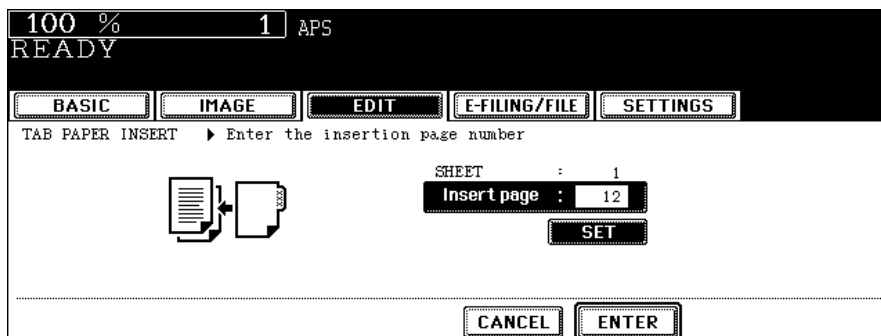 100 % 1 APS
READY
BASIC IMAGE EDIT E-FILING/FILE SETTINGS
TAB PAPER INSERT ▶ Enter the insertion page number
SHEET : 1
Insert page : 12
SET
CANCEL ENTER